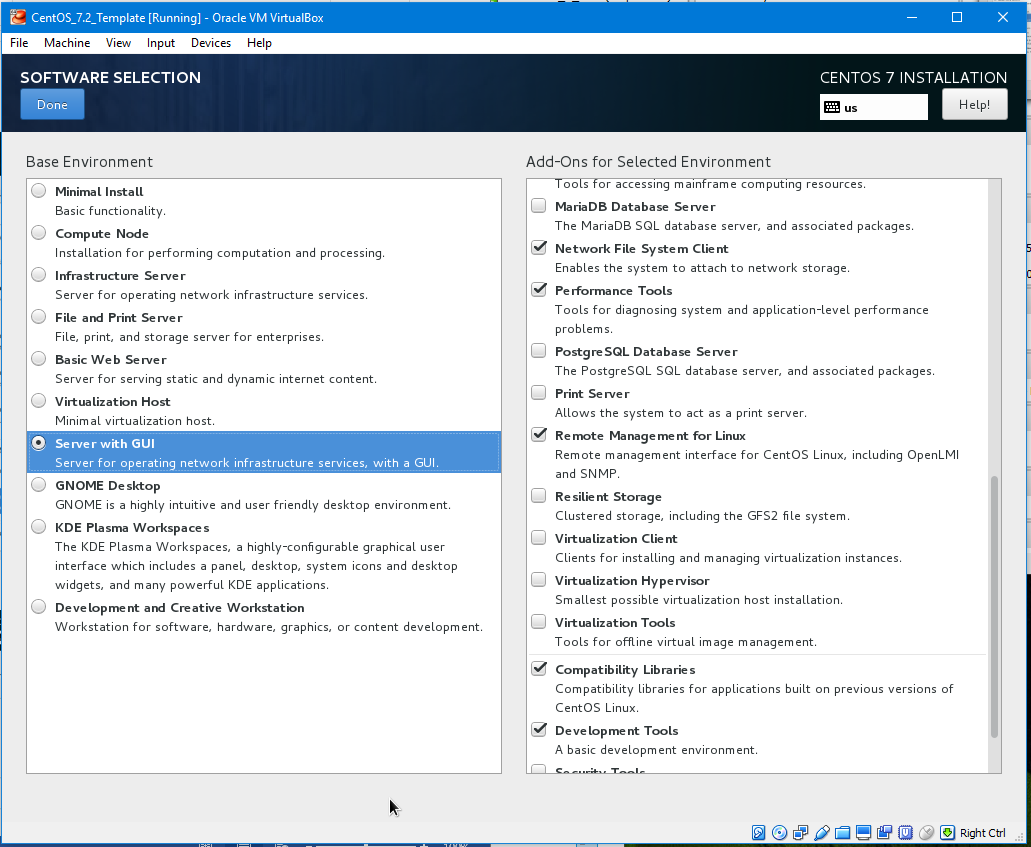 CentOS_7.2_Template [Running] - Oracle VM VirtualBox
File Machine View Input Devices Help
SOFTWARE SELECTION
Done
CENTOS 7 INSTALLATION
us
Help!
Base Environment
Minimal Install
Basic functionality.
Compute Node
Installation for performing computation and processing.
Infrastructure Server
Server for operating network infrastructure services.
File and Print Server
File, print, and storage server for enterprises.
Basic Web Server
Server for serving static and dynamic internet content.
Virtualization Host
Minimal virtualization host.
Server with GUI
Server for operating network infrastructure services, with a GUI.
GNOME Desktop
GNOME is a highly intuitive and user friendly desktop environment.
KDE Plasma Workspaces
The KDE Plasma Workspaces, a highly-configurable graphical user
interface which includes a panel, desktop, system icons and desktop
widgets, and many powerful KDE applications.
Development and Creative Workstation
Workstation for software, hardware, graphics, or content development.
Add-Ons for Selected Environment
Tools for accessing mainframe computing resources.
MariaDB Database Server
The MariaDB SQL database server, and associated packages.
Network File System Client
Enables the system to attach to network storage.
Performance Tools
Tools for diagnosing system and application-level performance
problems.
PostgreSQL Database Server
The PostgreSQL SQL database server, and associated packages.
Print Server
Allows the system to act as a print server.
Remote Management for Linux
Remote management interface for CentOS Linux, including OpenLMI
and SNMP.
Resilient Storage
Clustered storage, including the GFS2 file system.
Virtualization Client
Clients for installing and managing virtualization instances.
Virtualization Hypervisor
Smallest possible virtualization host installation.
Virtualization Tools
Tools for offline virtual image management.
Compatibility Libraries
Compatibility libraries for applications built on previous versions of
CentOS Linux.
Development Tools
A basic development environment.
Security Tools
Right Ctrl